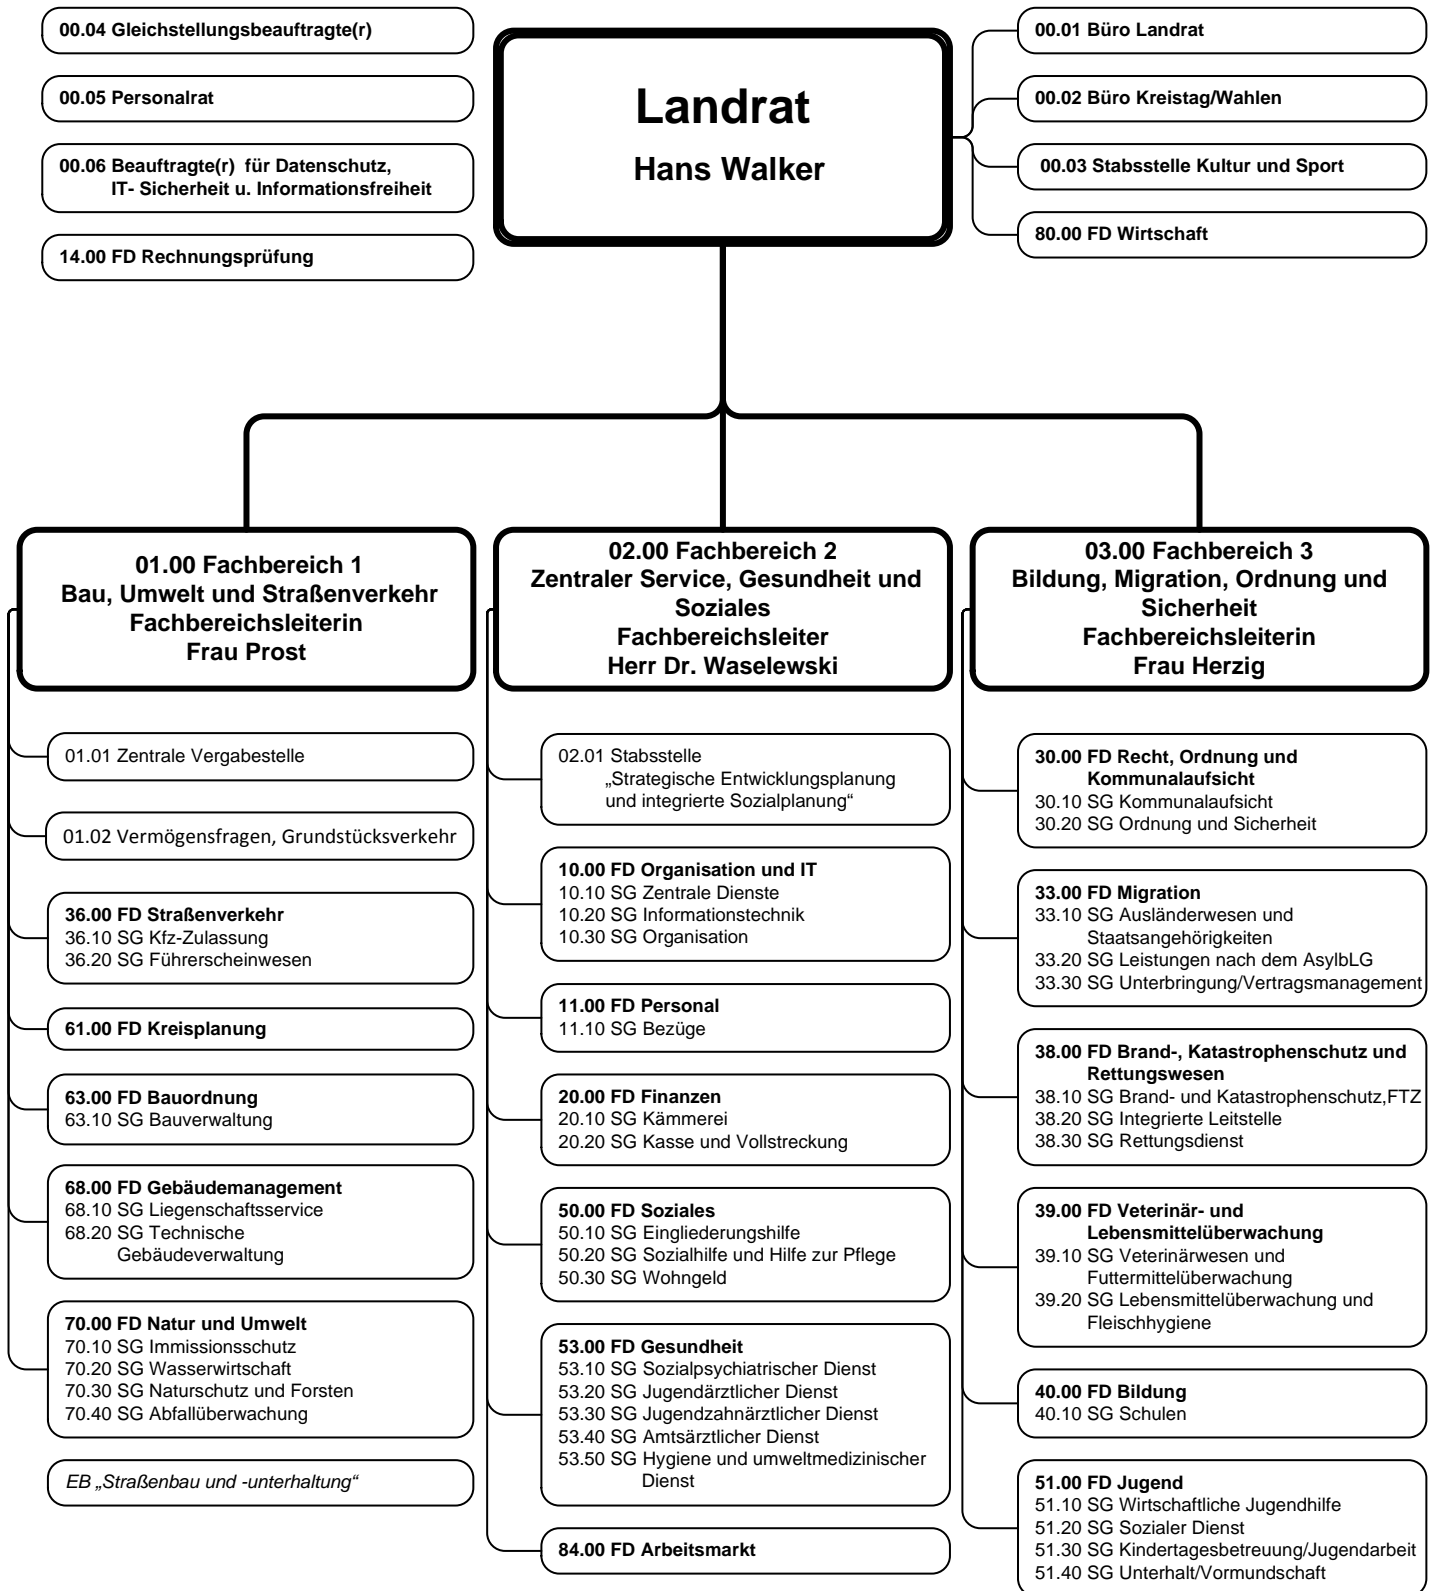 00.04 Gleichstellungsbeauftragte(r)
00.05 Personalrat
00.06 Beauftragte(r) für Datenschutz,
IT- Sicherheit u. Informationsfreiheit
14.00 FD Rechnungsprüfung
Landrat
Hans Walker
00.01 Büro Landrat
00.02 Büro Kreistag/Wahlen
00.03 Stabsstelle Kultur und Sport
80.00 FD Wirtschaft
01.00 Fachbereich 1
Bau, Umwelt und Straßenverkehr
Fachbereichsleiterin
Frau Prost
01.01 Zentrale Vergabestelle
01.02 Vermögensfragen, Grundstücksverkehr
36.00 FD Straßenverkehr
36.10 SG Kfz-Zulassung
36.20 SG Führerscheinwesen
61.00 FD Kreisplanung
63.00 FD Bauordnung
63.10 SG Bauverwaltung
68.00 FD Gebäudemanagement
68.10 SG Liegenschaftsservice
68.20 SG Technische
Gebäudeverwaltung
70.00 FD Natur und Umwelt
70.10 SG Immissionsschutz
70.20 SG Wasserwirtschaft
70.30 SG Naturschutz und Forsten
70.40 SG Abfallüberwachung
EB „Straßenbau und -unterhaltung“
02.00 Fachbereich 2
Zentraler Service, Gesundheit und
Soziales
Fachbereichsleiter
Herr Dr. Waselewski
02.01 Stabsstelle
„Strategische Entwicklungsplanung
und integrierte Sozialplanung“
10.00 FD Organisation und IT
10.10 SG Zentrale Dienste
10.20 SG Informationstechnik
10.30 SG Organisation
11.00 FD Personal
11.10 SG Bezüge
20.00 FD Finanzen
20.10 SG Kämmerei
20.20 SG Kasse und Vollstreckung
50.00 FD Soziales
50.10 SG Eingliederungshilfe
50.20 SG Sozialhilfe und Hilfe zur Pflege
50.30 SG Wohngeld
53.00 FD Gesundheit
53.10 SG Sozialpsychiatrischer Dienst
53.20 SG Jugendärztlicher Dienst
53.30 SG Jugendzahnärztlicher Dienst
53.40 SG Amtsärztlicher Dienst
53.50 SG Hygiene und umweltmedizinischer
Dienst
84.00 FD Arbeitsmarkt
03.00 Fachbereich 3
Bildung, Migration, Ordnung und
Sicherheit
Fachbereichsleiterin
Frau Herzig
30.00 FD Recht, Ordnung und
Kommunalaufsicht
30.10 SG Kommunalaufsicht
30.20 SG Ordnung und Sicherheit
33.00 FD Migration
33.10 SG Ausländerwesen und
Staatsangehörigkeiten
33.20 SG Leistungen nach dem AsylbLG
33.30 SG Unterbringung/Vertragsmanagement
38.00 FD Brand-, Katastrophenschutz und
Rettungswesen
38.10 SG Brand- und Katastrophenschutz,FTZ
38.20 SG Integrierte Leitstelle
38.30 SG Rettungsdienst
39.00 FD Veterinär- und
Lebensmittelüberwachung
39.10 SG Veterinärwesen und
Futtermittelüberwachung
39.20 SG Lebensmittelüberwachung und
Fleischhygiene
40.00 FD Bildung
40.10 SG Schulen
51.00 FD Jugend
51.10 SG Wirtschaftliche Jugendhilfe
51.20 SG Sozialer Dienst
51.30 SG Kindertagesbetreuung/Jugendarbeit
51.40 SG Unterhalt/Vormundschaft